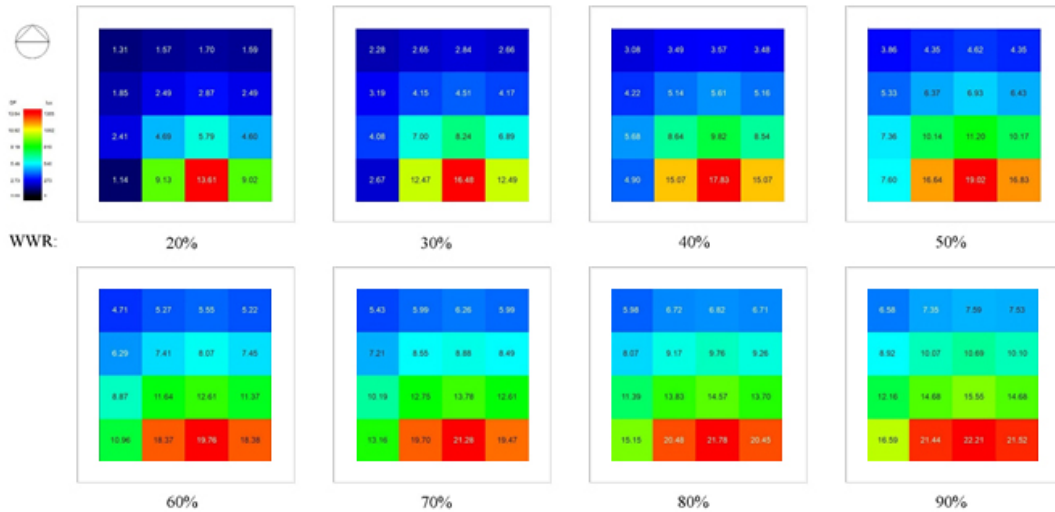 1.31 1.57 1.70 1.59 2.28 2.65 2.84 2.66 3.08 3.49 3.57 3.48 3.86 4.35 4.62 4.35
1.85 2.49 2.87 2.49 3.19 4.15 4.51 4.17 4.22 5.14 5.61 5.16 5.33 6.37 6.93 6.43
2.41 4.69 5.79 4.60 4.08 7.00 8.24 6.89 5.68 8.64 9.82 8.54 7.36 10.14 11.20 10.17
1.14 9.13 13.61 9.02 2.67 12.47 16.48 12.49 4.90 15.07 17.83 15.07 7.60 16.64 19.02 16.83
WWR: 20% 30% 40% 50%
4.71 5.27 5.55 5.22 5.43 5.99 6.26 5.99 5.98 6.72 6.82 6.71 6.58 7.35 7.59 7.53
6.29 7.41 8.07 7.45 7.21 8.55 8.88 8.49 8.07 9.17 9.76 9.26 8.92 10.07 10.69 10.10
8.87 11.64 12.61 11.37 10.19 12.75 13.78 12.61 11.39 13.83 14.57 13.70 12.16 14.68 15.55 14.68
10.96 18.37 19.76 18.38 13.16 19.70 21.28 19.47 15.15 20.48 21.78 20.45 16.59 21.44 22.21 21.52
60% 70% 80% 90%